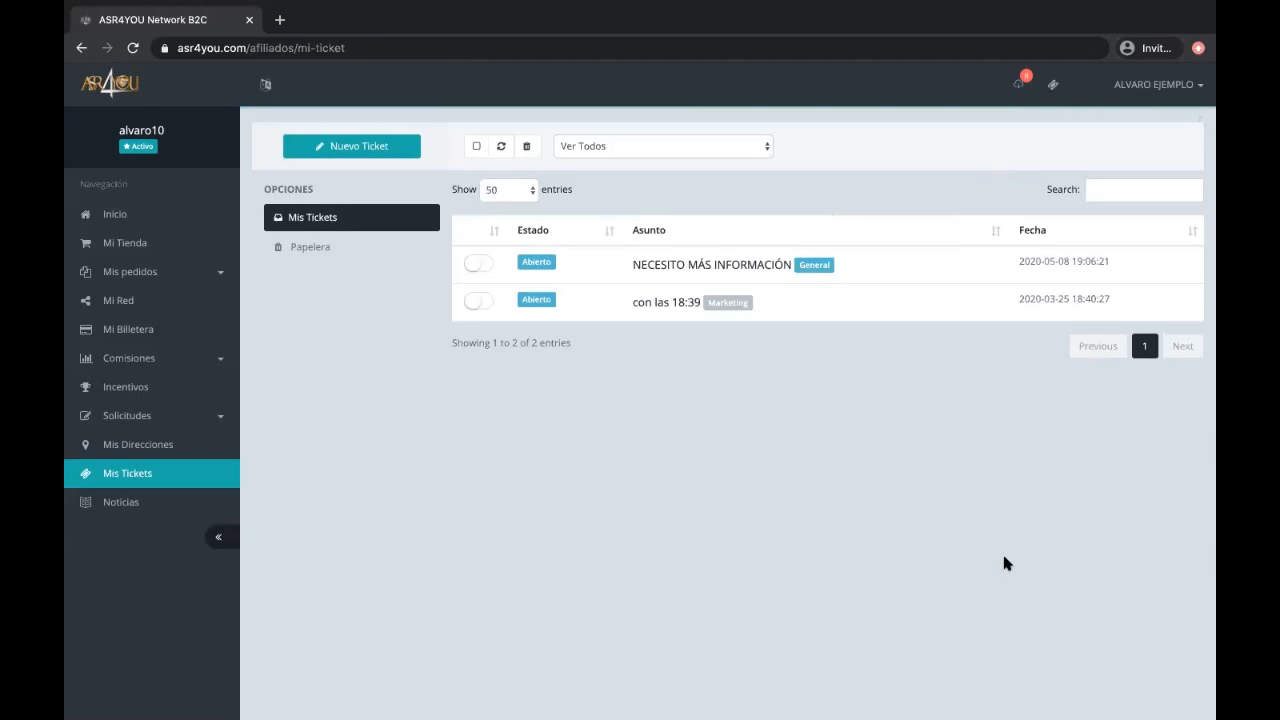 ASR4YOU Network B2C
asr4you.com/afiliados/mi-ticket
Invit...
ASR4YOU
8
ALVARO EJEMPLO
alvaro10
Activo
Navegación
Inicio
Mi Tienda
Mis pedidos
Mi Red
Mi Billetera
Comisiones
Incentivos
Solicitudes
Mis Direcciones
Mis Tickets
Noticias
Nuevo Ticket
Ver Todos
OPCIONES
Mis Tickets
Papelera
Show 50 entries
Search:
Estado Asunto Fecha
Abierto NECESITO MÁS INFORMACIÓN General 2020-05-08 19:06:21
Abierto con las 18:39 Marketing 2020-03-25 18:40:27
Showing 1 to 2 of 2 entries
Previous 1 Next